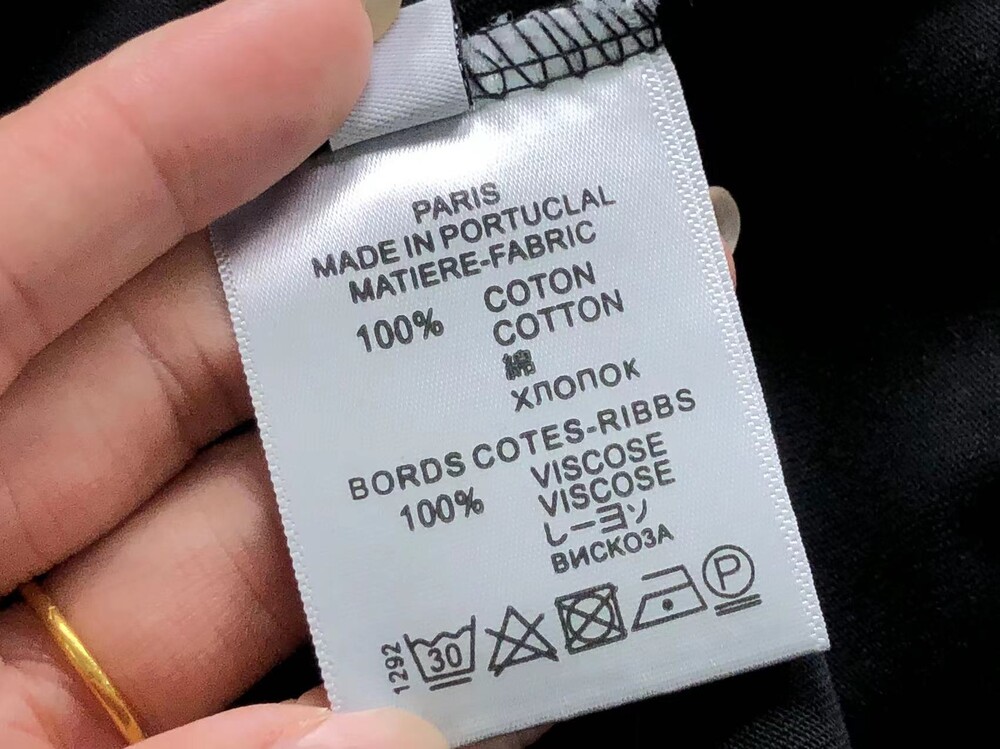 PARIS
MADE IN PORTUCLAL
MATIERE-FABRIC
100% COTON
COTTON
綿
ХЛОПОК
BORDS COTES-RIBBS
100% VISCOSE
VISCOSE
レーヨン
ВИСКОЗА
1292 30 P